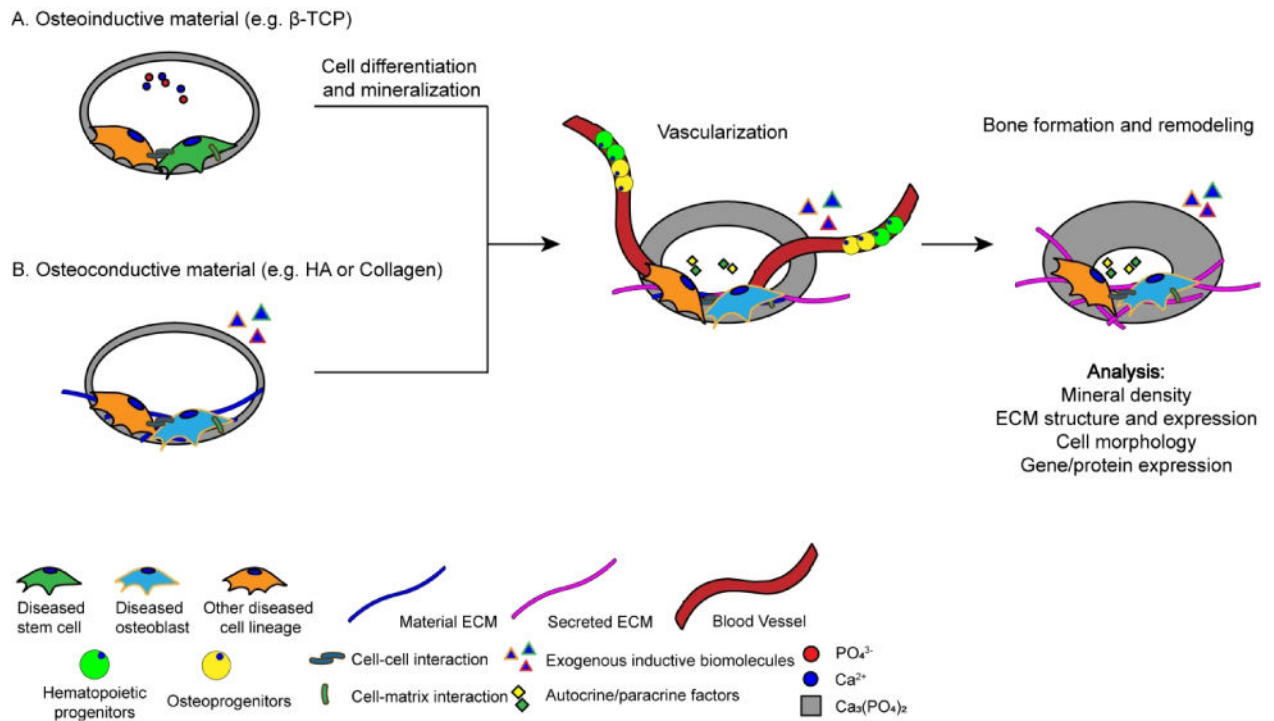 A. Osteoinductive material (e.g. β-TCP)
Cell differentiation
and mineralization
Vascularization
Bone formation and remodeling
B. Osteoconductive material (e.g. HA or Collagen)
Analysis:
Mineral density
ECM structure and expression
Cell morphology
Gene/protein expression
Diseased
stem cell
Diseased
osteoblast
Other diseased
cell lineage
Material ECM
Secreted ECM
Blood Vessel
Hematopoietic
progenitors
Osteoprogenitors
Cell-cell interaction
Cell-matrix interaction
Exogenous inductive biomolecules
Autocrine/paracrine factors
PO₄³⁻
Ca²⁺
Ca₃(PO₄)₂